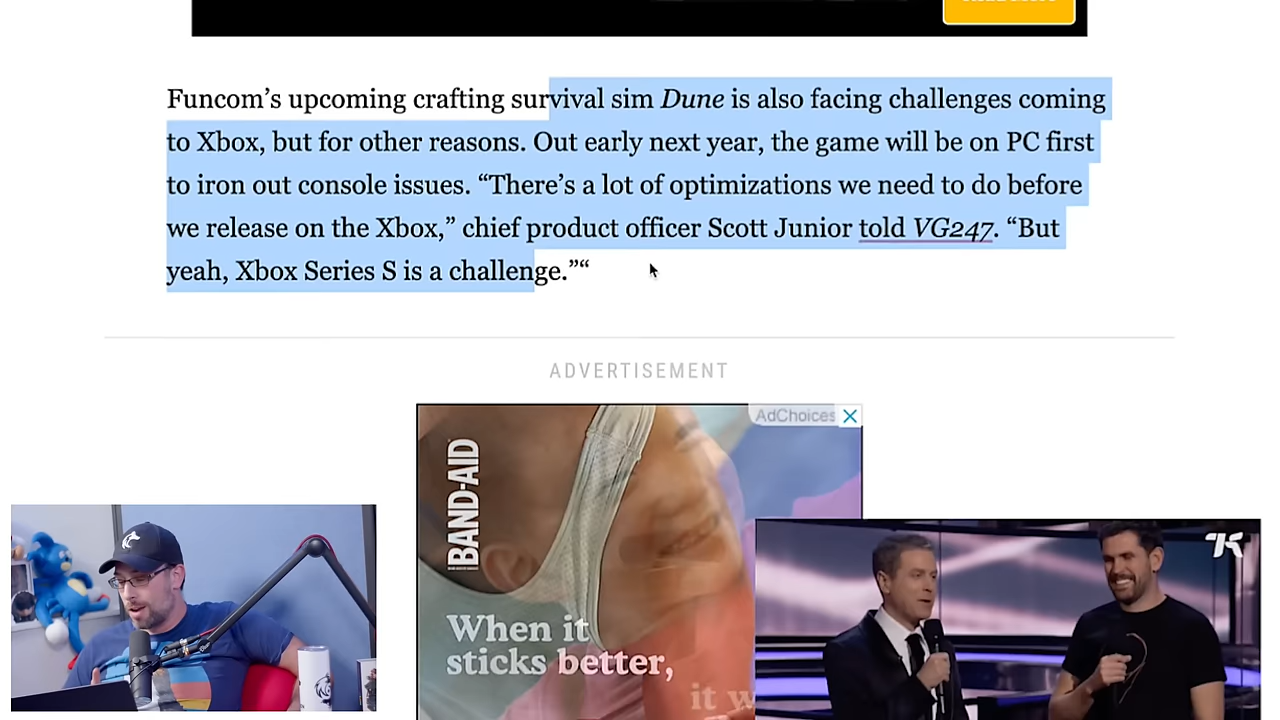 Funcom’s upcoming crafting survival sim Dune is also facing challenges coming
to Xbox, but for other reasons. Out early next year, the game will be on PC first
to iron out console issues. “There’s a lot of optimizations we need to do before
we release on the Xbox,” chief product officer Scott Junior told VG247. “But
yeah, Xbox Series S is a challenge.”“
ADVERTISEMENT
AdChoices
BAND-AID
When it
sticks better,
it